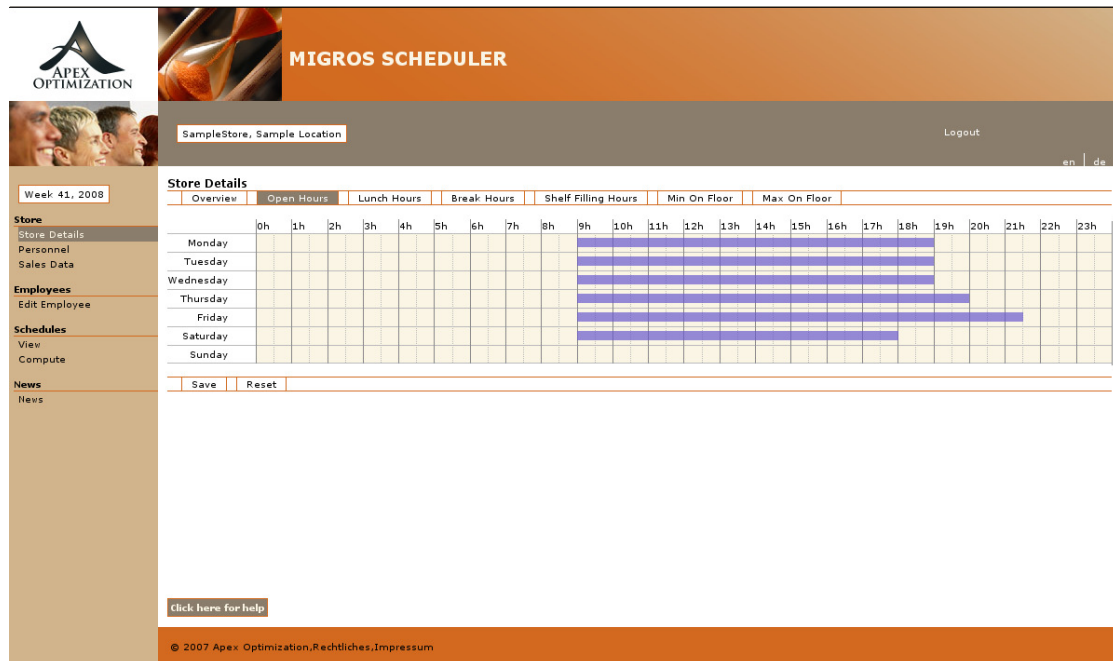 APEX
OPTIMIZATION
MIGROS SCHEDULER
SampleStore, Sample Location
Logout
en | de
Week 41, 2008
Store
Store Details
Personnel
Sales Data
Employees
Edit Employee
Schedules
View
Compute
News
News
Store Details
Overview Open Hours Lunch Hours Break Hours Shelf Filling Hours Min On Floor Max On Floor
0h 1h 2h 3h 4h 5h 6h 7h 8h 9h 10h 11h 12h 13h 14h 15h 16h 17h 18h 19h 20h 21h 22h 23h
Monday
Tuesday
Wednesday
Thursday
Friday
Saturday
Sunday
Save Reset
Click here for help
© 2007 Apex Optimization,Rechtliches,Impressum